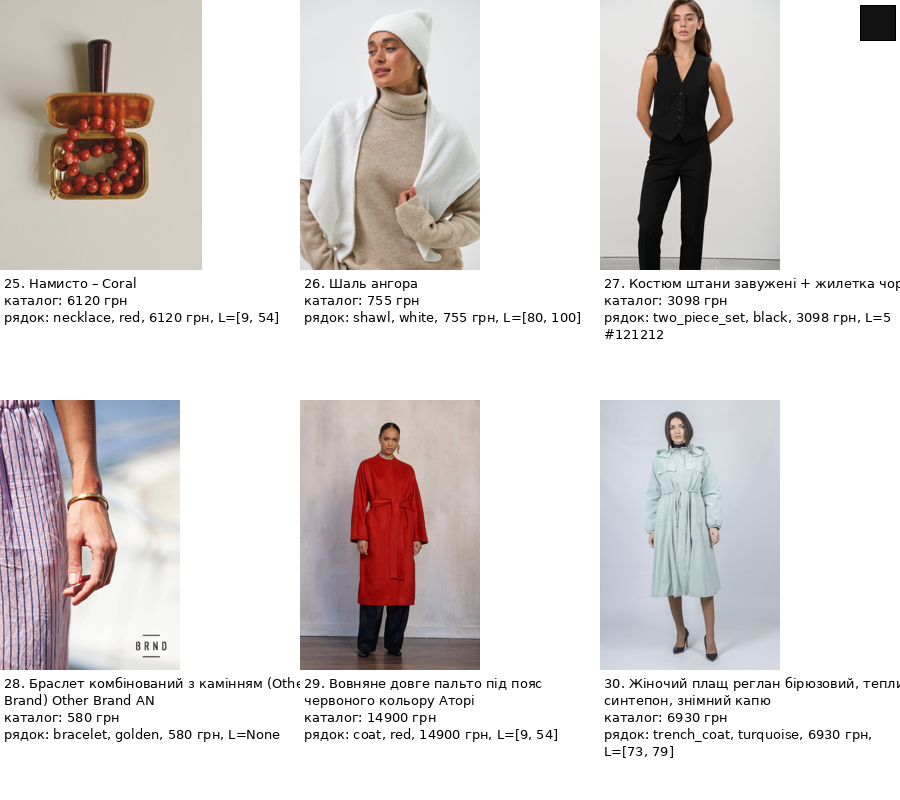 25. Намисто – Coral
каталог: 6120 грн
рядок: necklace, red, 6120 грн, L=[9, 54]
26. Шаль ангора
каталог: 755 грн
рядок: shawl, white, 755 грн, L=[80, 100]
27. Костюм штани завужені + жилетка чор
каталог: 3098 грн
рядок: two_piece_set, black, 3098 грн, L=5
#121212
BRND
28. Браслет комбінований з камінням (Othe
Brand) Other Brand AN
каталог: 580 грн
рядок: bracelet, golden, 580 грн, L=None
29. Вовняне довге пальто під пояс
червоного кольору Аторі
каталог: 14900 грн
рядок: coat, red, 14900 грн, L=[9, 54]
30. Жіночий плащ реглан бірюзовий, тепли
синтепон, знімний капю
каталог: 6930 грн
рядок: trench_coat, turquoise, 6930 грн,
L=[73, 79]